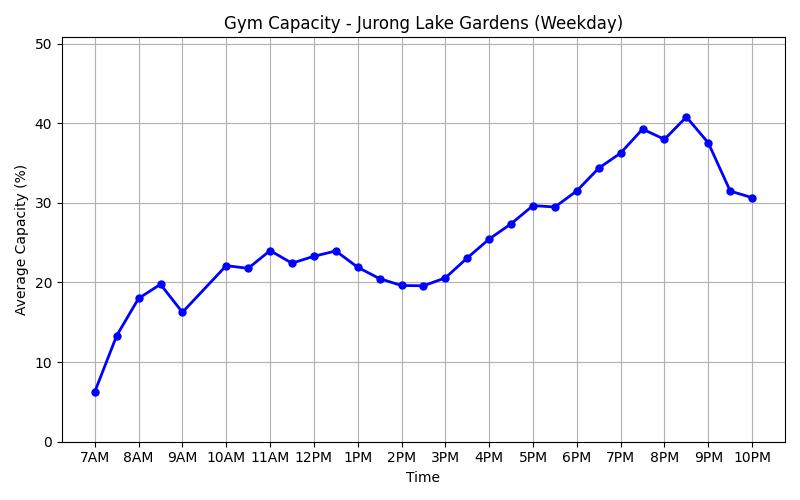 Gym Capacity - Jurong Lake Gardens (Weekday)
50
40
30
20
10
0
Average Capacity (%)
7AM 8AM 9AM 10AM 11AM 12PM 1PM 2PM 3PM 4PM 5PM 6PM 7PM 8PM 9PM 10PM
Time